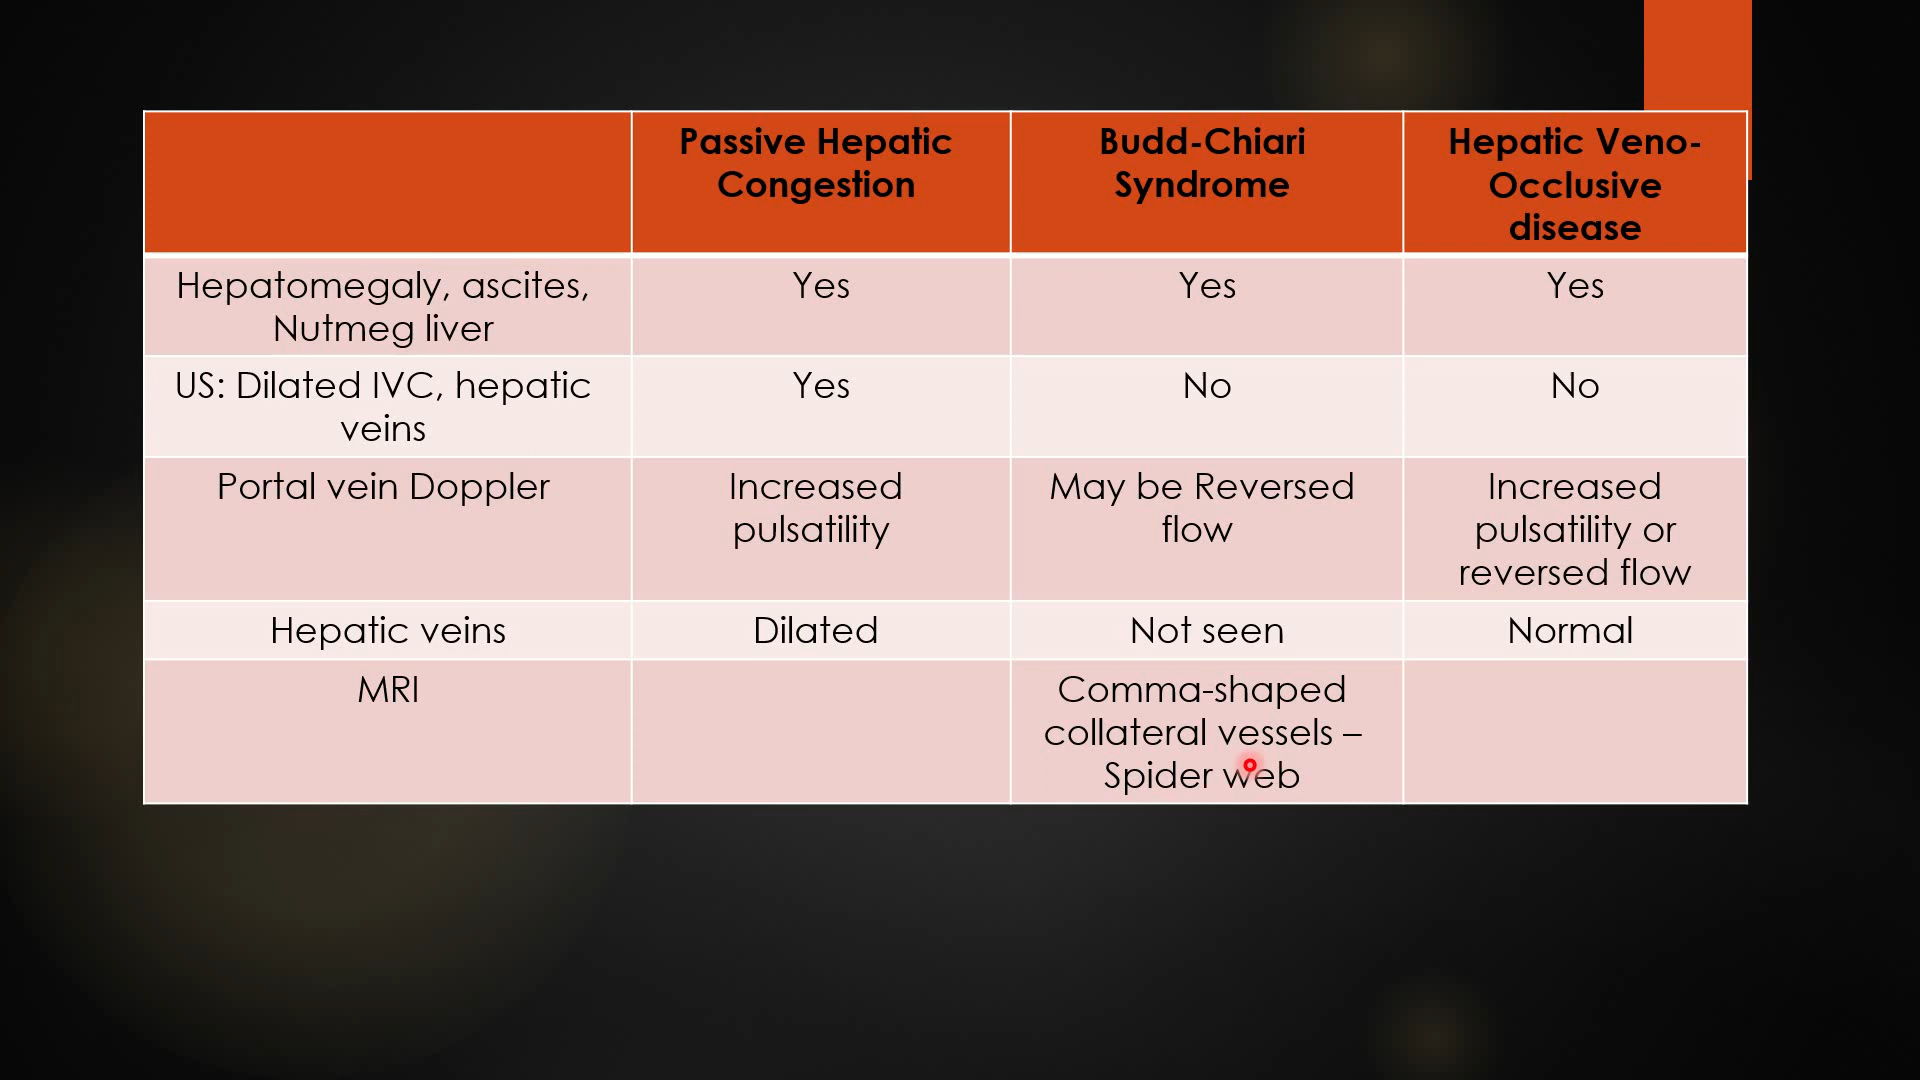 Passive Hepatic
Congestion
Budd-Chiari
Syndrome
Hepatic Veno-
Occlusive
disease
Hepatomegaly, ascites,
Nutmeg liver
Yes
Yes
Yes
US: Dilated IVC, hepatic
veins
Yes
No
No
Portal vein Doppler
Increased
pulsatility
May be Reversed
flow
Increased
pulsatility or
reversed flow
Hepatic veins
Dilated
Not seen
Normal
MRI
Comma-shaped
collateral vessels –
Spider web